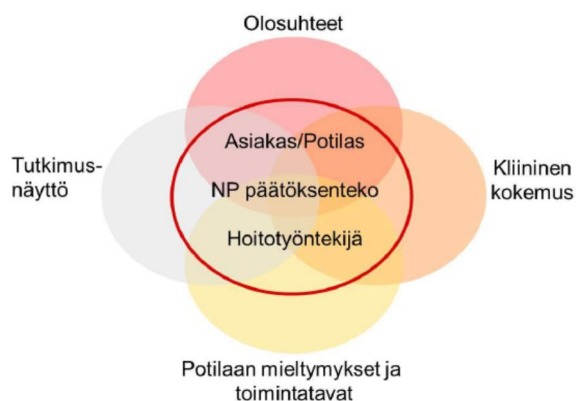 Olosuhteet
Asiakas/Potilas
Tutkimus-
näyttö
NP päätöksenteko
Kliininen
kokemus
Hoitotyöntekijä
Potilaan mieltymykset ja
toimintatavat